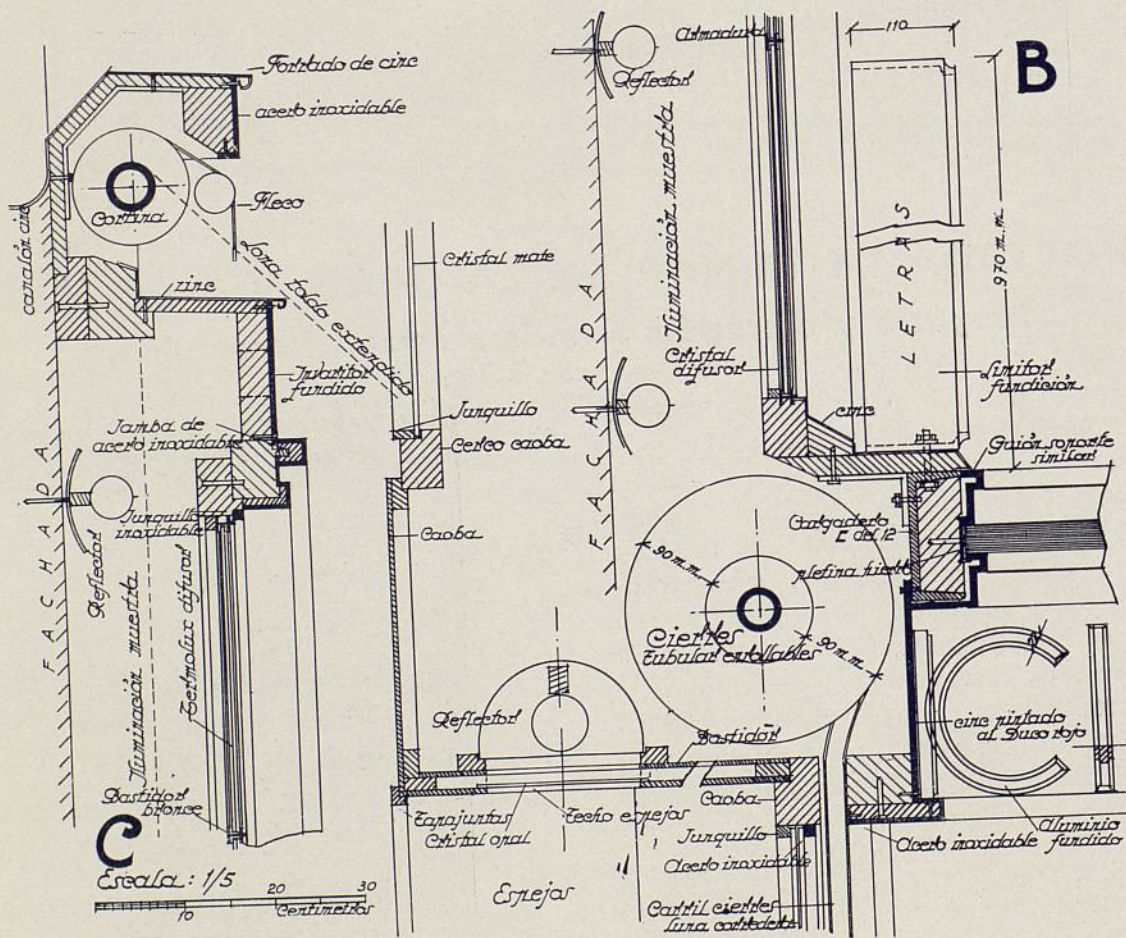 Forrado de cinc
acero inoxidable
Cortina
Fleco
canalón cinc
Lona toldo extendido
zinc
fundido
Jamba de
acero inoxidable
FACHADA
Reflector
Junquillo
inoxidable
Iluminación muestra
Termolux difusor
Bastidor
bronce
C
Escala: 1/5
10
20
30
Centimetros
Cristal mate
Junquillo
Cerco caoba
Caoba
Reflector
Tapajuntas
Cristal opal
Techo espejos
Espejos
Bastidor
Caoba
Junquillo
Acero inoxidable
Carril cierres
luna corredera
Armadura
Reflector
Iluminación muestra
FACHADA
Cristal
difusor
cinc
110
B
LETRAS
970 m.m.
fundición
Guión soporte
similar
Cargadero
[ del 12
pletina hierro
90 m.m.
Cierres
Tubular enrollables
90 m.m.
cinc pintado
al Duco rojo
Acero inoxidable
Aluminio
fundido